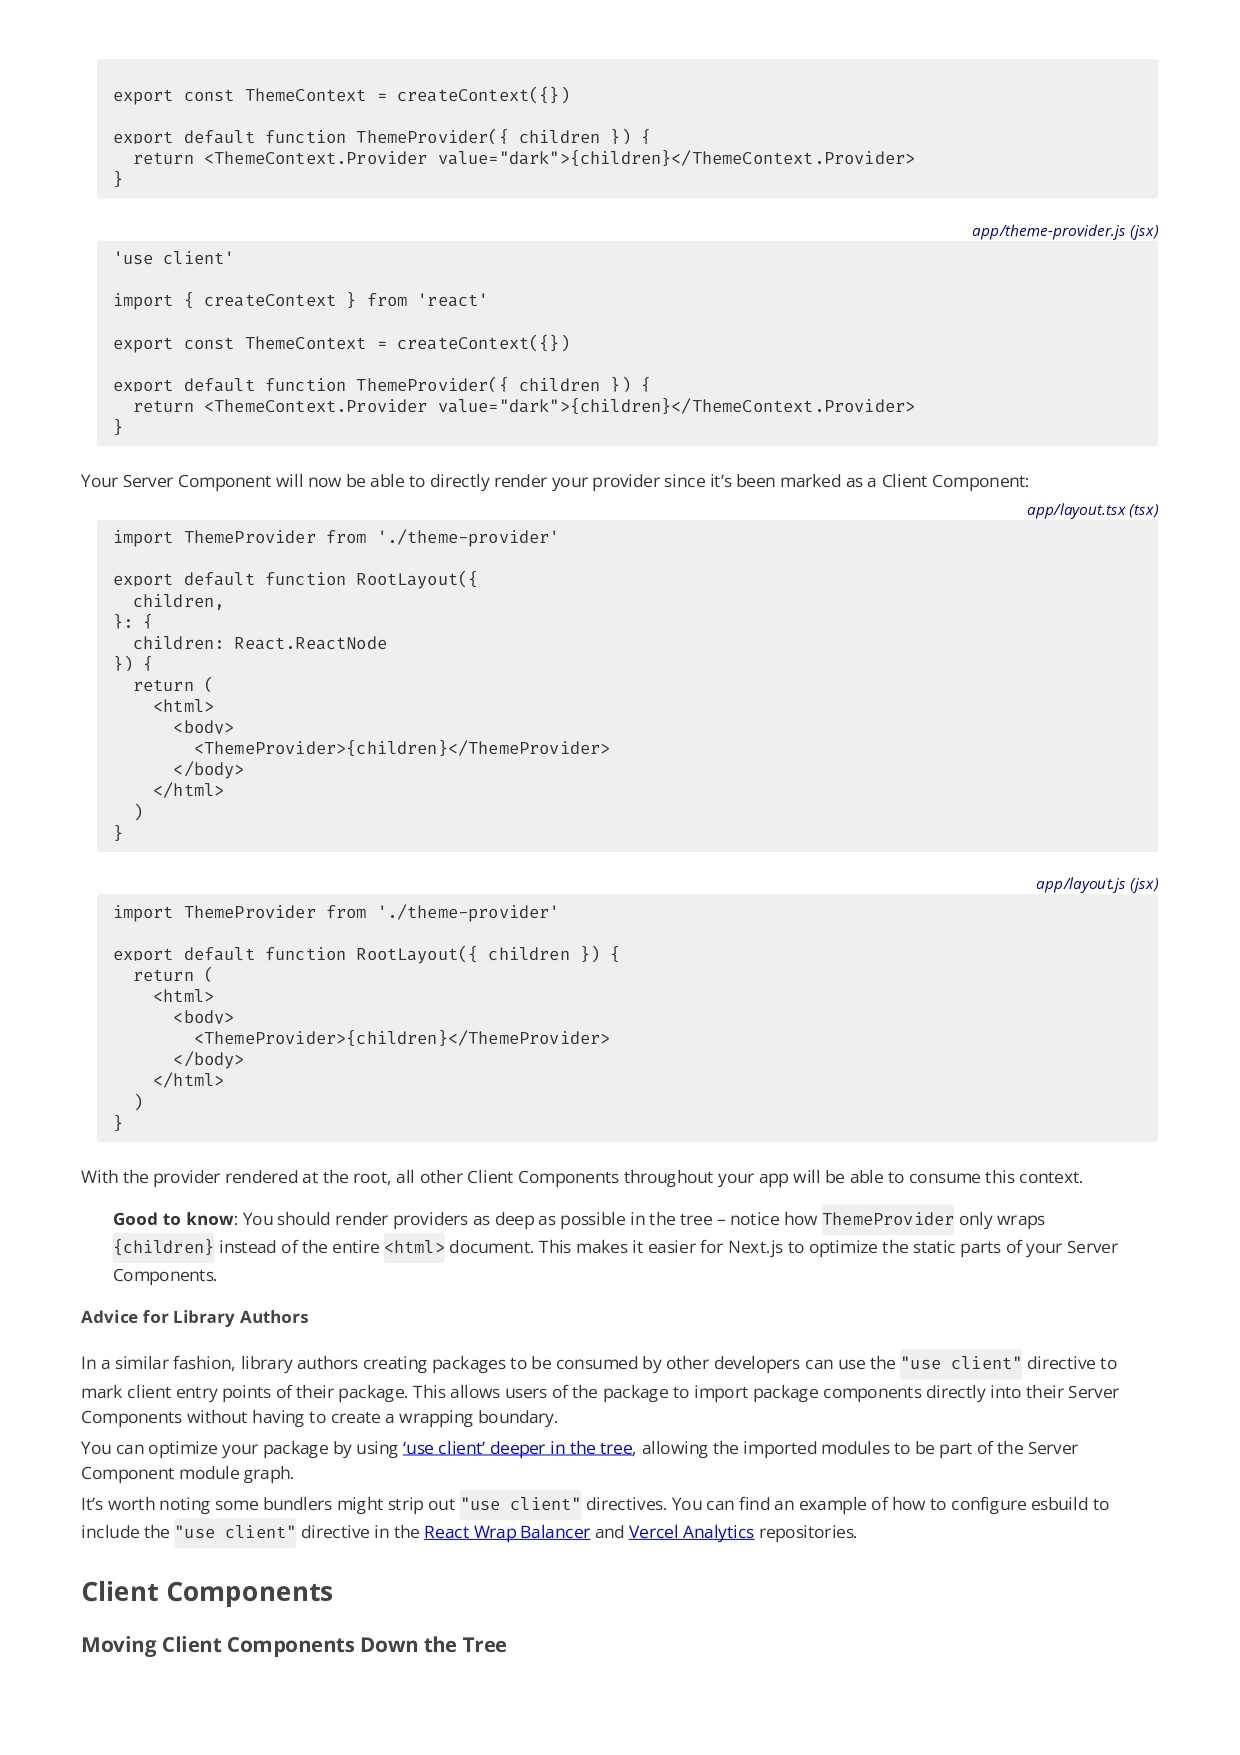 export const ThemeContext = createContext({})

export default function ThemeProvider({ children }) {
  return <ThemeContext.Provider value="dark">{children}</ThemeContext.Provider>
}

app/theme-provider.js (jsx)
'use client'

import { createContext } from 'react'

export const ThemeContext = createContext({})

export default function ThemeProvider({ children }) {
  return <ThemeContext.Provider value="dark">{children}</ThemeContext.Provider>
}

Your Server Component will now be able to directly render your provider since it’s been marked as a Client Component:
app/layout.tsx (tsx)
import ThemeProvider from './theme-provider'

export default function RootLayout({
  children,
}: {
  children: React.ReactNode
}) {
  return (
    <html>
      <body>
        <ThemeProvider>{children}</ThemeProvider>
      </body>
    </html>
  )
}

app/layout.js (jsx)
import ThemeProvider from './theme-provider'

export default function RootLayout({ children }) {
  return (
    <html>
      <body>
        <ThemeProvider>{children}</ThemeProvider>
      </body>
    </html>
  )
}

With the provider rendered at the root, all other Client Components throughout your app will be able to consume this context.

Good to know: You should render providers as deep as possible in the tree – notice how ThemeProvider only wraps
{children} instead of the entire <html> document. This makes it easier for Next.js to optimize the static parts of your Server
Components.

Advice for Library Authors

In a similar fashion, library authors creating packages to be consumed by other developers can use the "use client" directive to
mark client entry points of their package. This allows users of the package to import package components directly into their Server
Components without having to create a wrapping boundary.
You can optimize your package by using ‘use client’ deeper in the tree, allowing the imported modules to be part of the Server
Component module graph.
It’s worth noting some bundlers might strip out "use client" directives. You can find an example of how to configure esbuild to
include the "use client" directive in the React Wrap Balancer and Vercel Analytics repositories.

Client Components

Moving Client Components Down the Tree